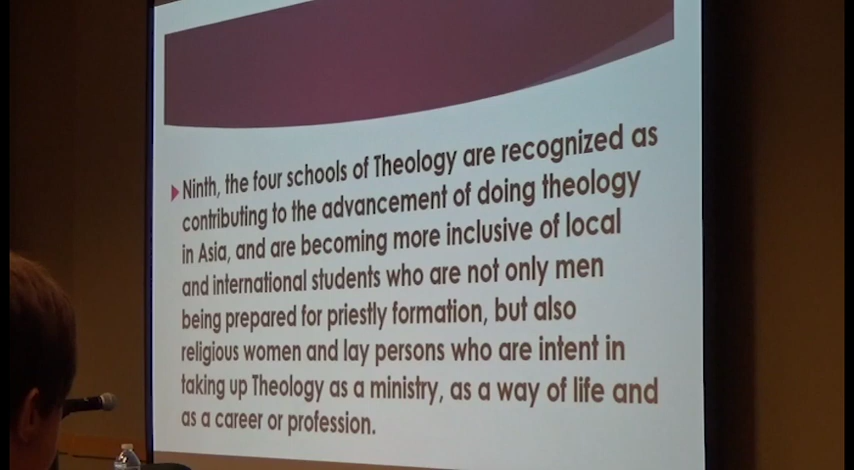 Ninth, the four schools of Theology are recognized as
contributing to the advancement of doing theology
in Asia, and are becoming more inclusive of local
and international students who are not only men
being prepared for priestly formation, but also
religious women and lay persons who are intent in
taking up Theology as a ministry, as a way of life and
as a career or profession.